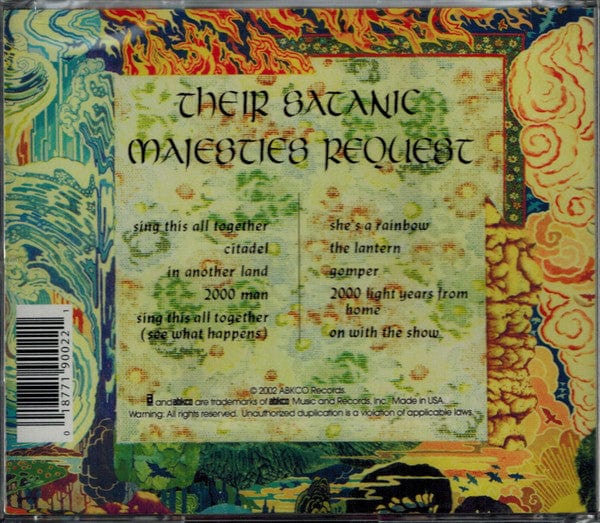 their satanic
majesties request
sing this all together
citadel
in another land
2000 man
sing this all together
(see what happens)
she's a rainbow
the lantern
gomper
2000 light years from
home
on with the show
© 2002 ABKCO Records.
and abkco are trademarks of abkco Music and Records, Inc. Made in USA.
Warning: All rights reserved. Unauthorized duplication is a violation of applicable laws.
0 18771 90022 1